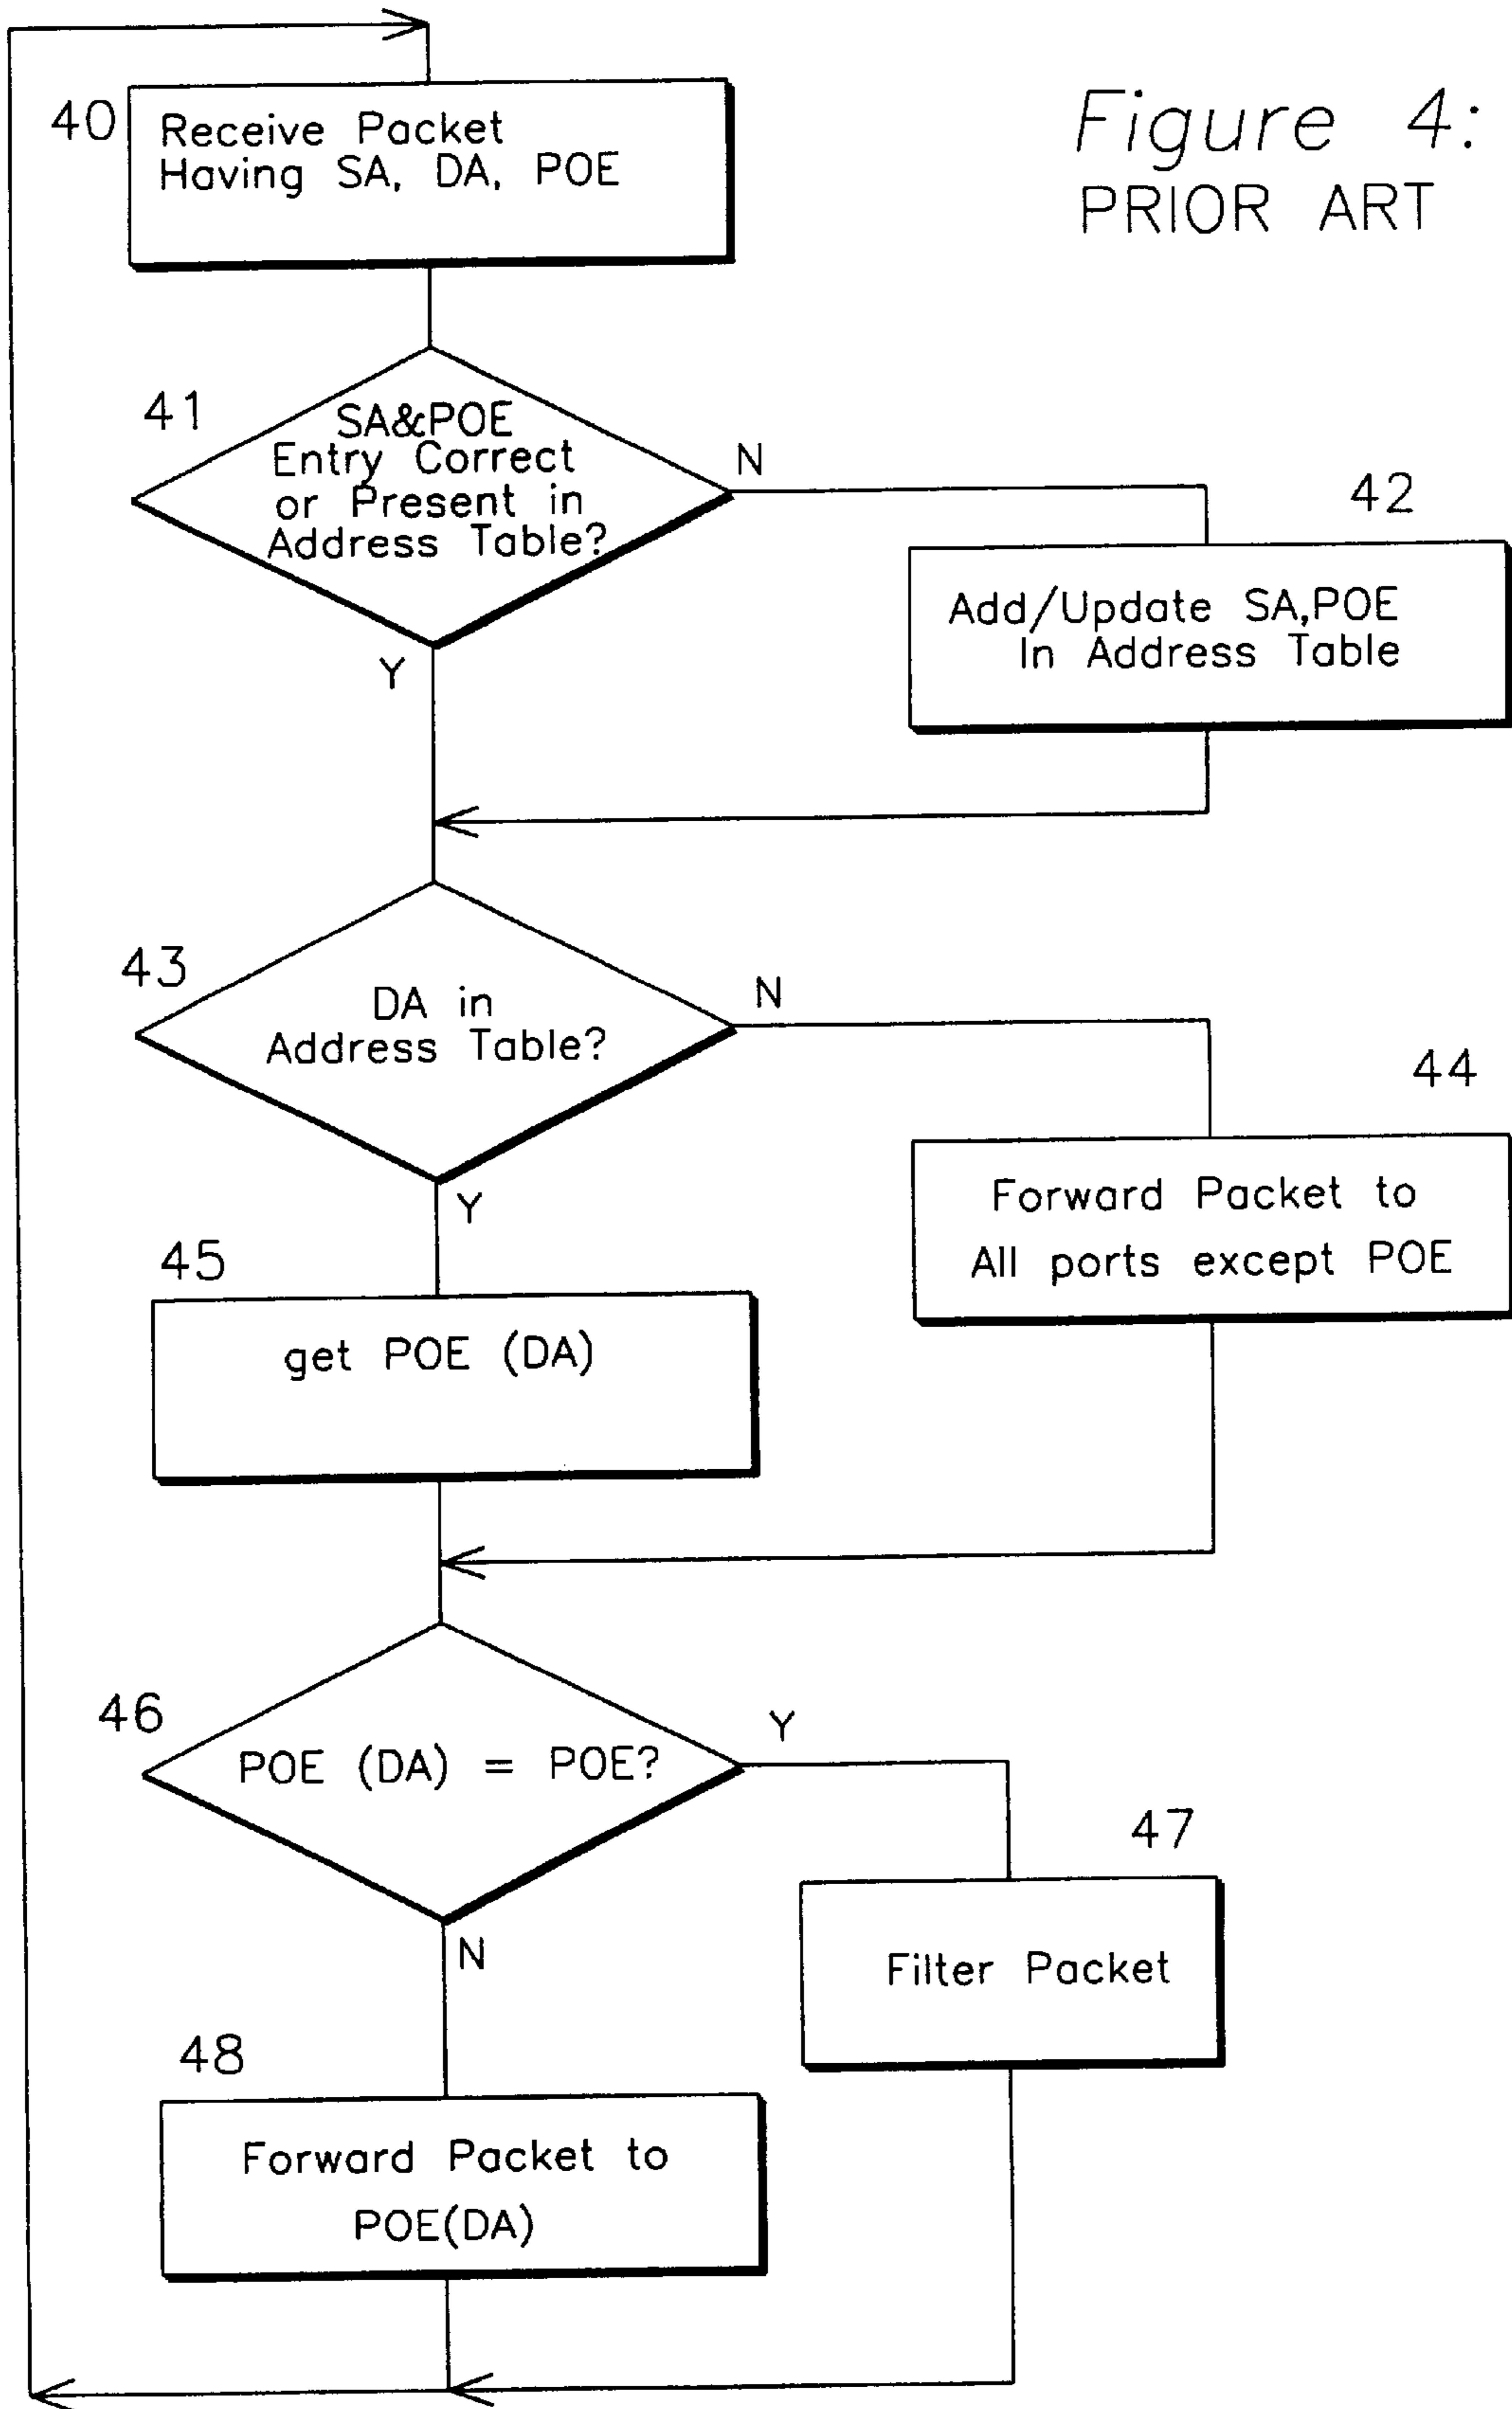 Figure 4:
PRIOR ART
40
Receive Packet
Having SA, DA, POE
41
SA&POE
Entry Correct
or Present in
Address Table?
N
Y
42
Add/Update SA,POE
In Address Table
43
DA in
Address Table?
N
Y
44
Forward Packet to
All ports except POE
45
get POE (DA)
46
POE (DA) = POE?
Y
N
47
Filter Packet
48
Forward Packet to
POE(DA)